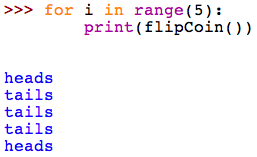 >>> for i in range(5):
        print(flipCoin())
heads
tails
tails
tails
heads